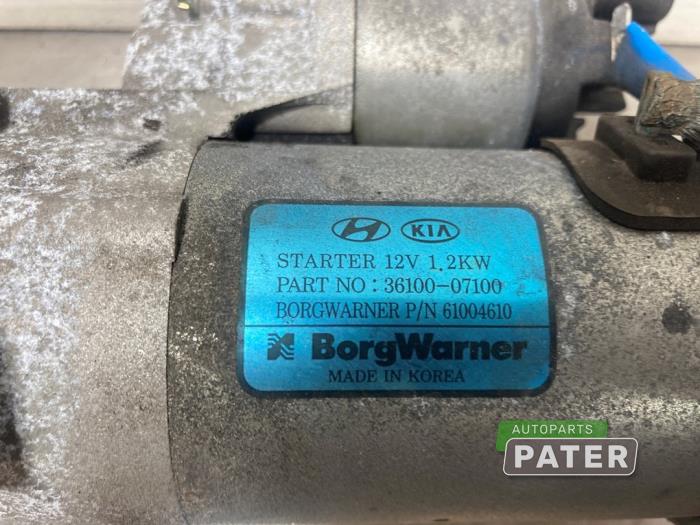 KIA
STARTER 12V 1.2KW
PART NO : 36100-07100
BORGWARNER P/N 61004610
BorgWarner
MADE IN KOREA
AUTOPARTS
PATER